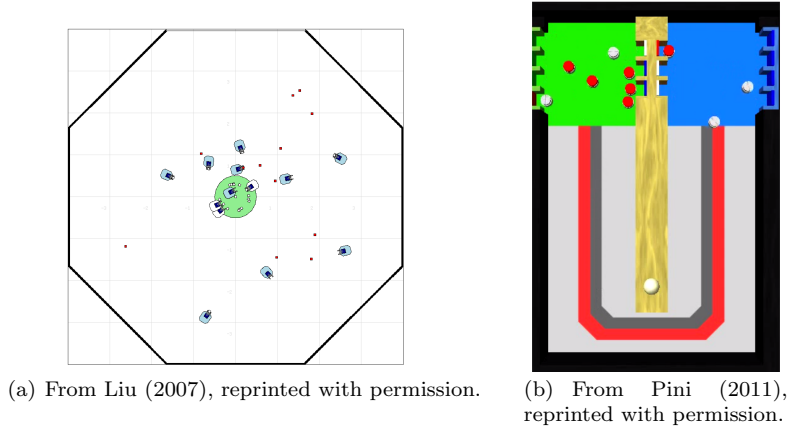 (a) From Liu (2007), reprinted with permission.
(b) From Pini (2011),
reprinted with permission.